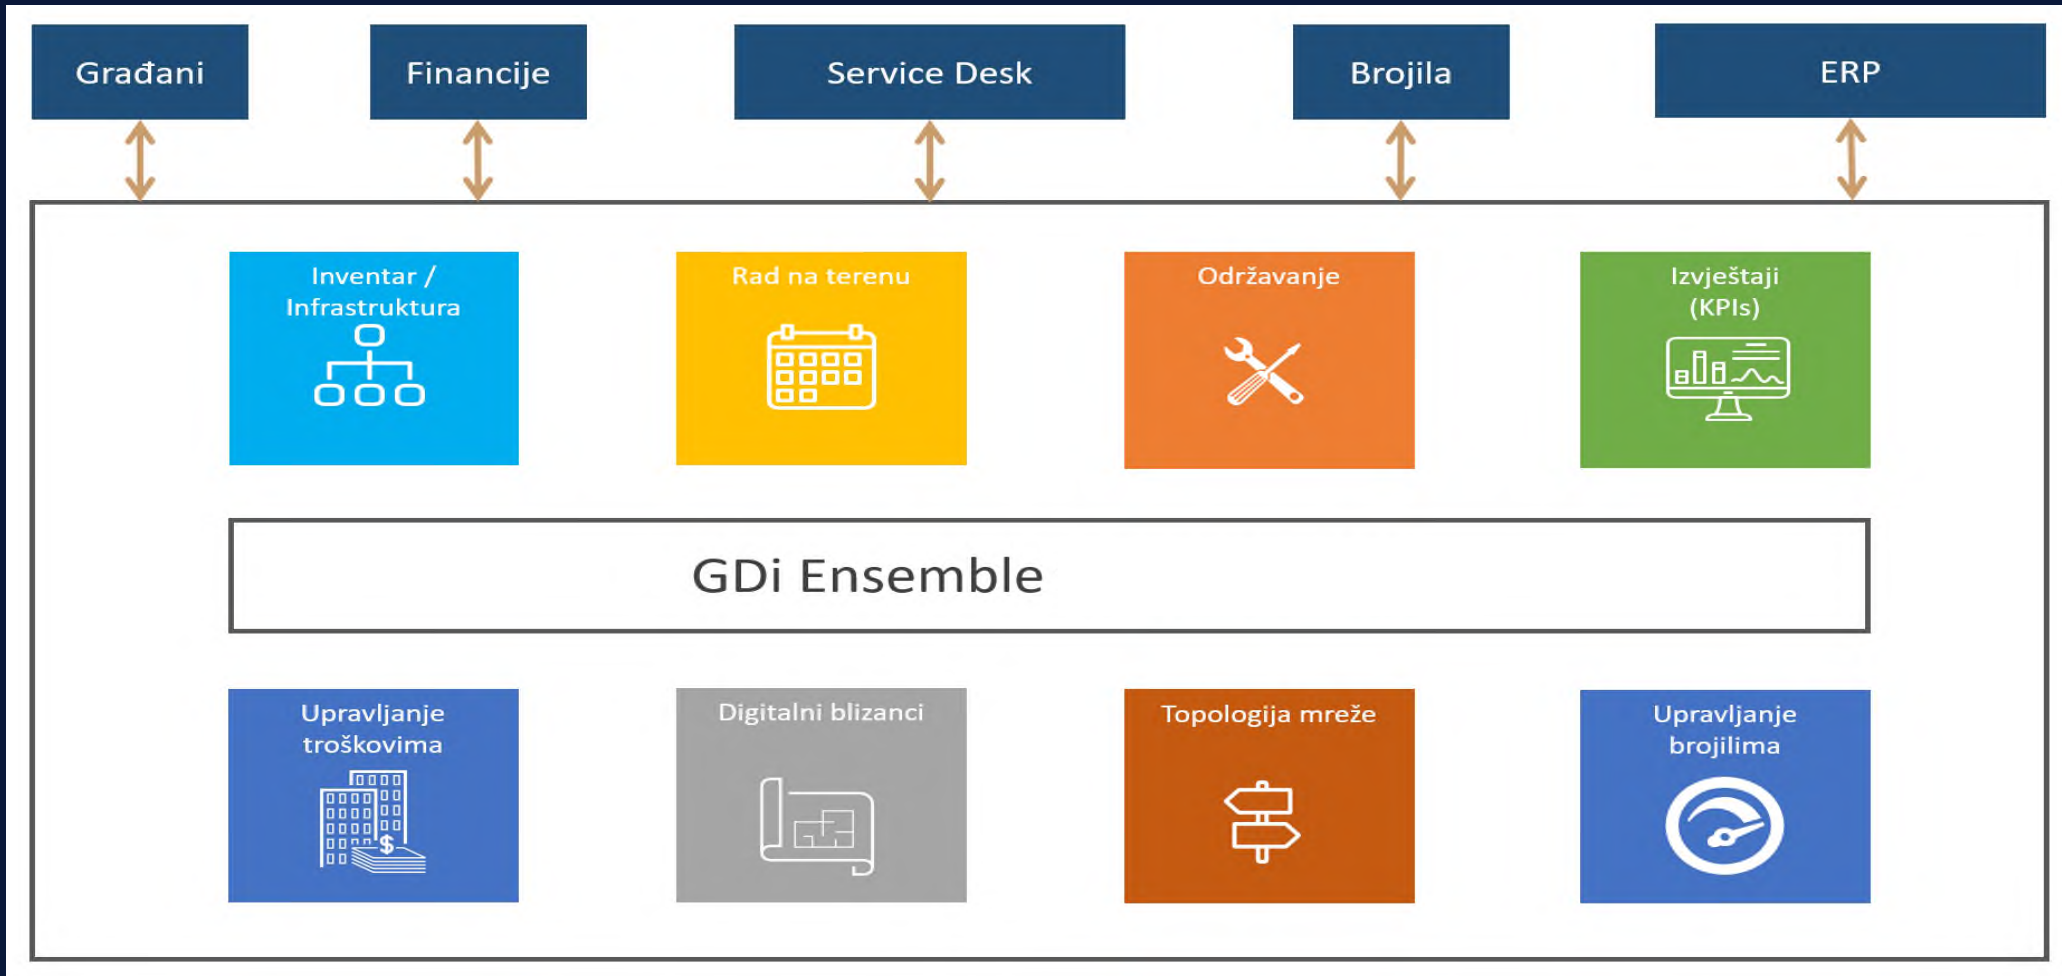 Građani
Financije
Service Desk
Brojila
ERP
Inventar /
Infrastruktura
Rad na terenu
Održavanje
Izvještaji
(KPIs)
GDi Ensemble
Upravljanje
troškovima
$
Digitalni blizanci
Topologija mreže
Upravljanje
brojilima